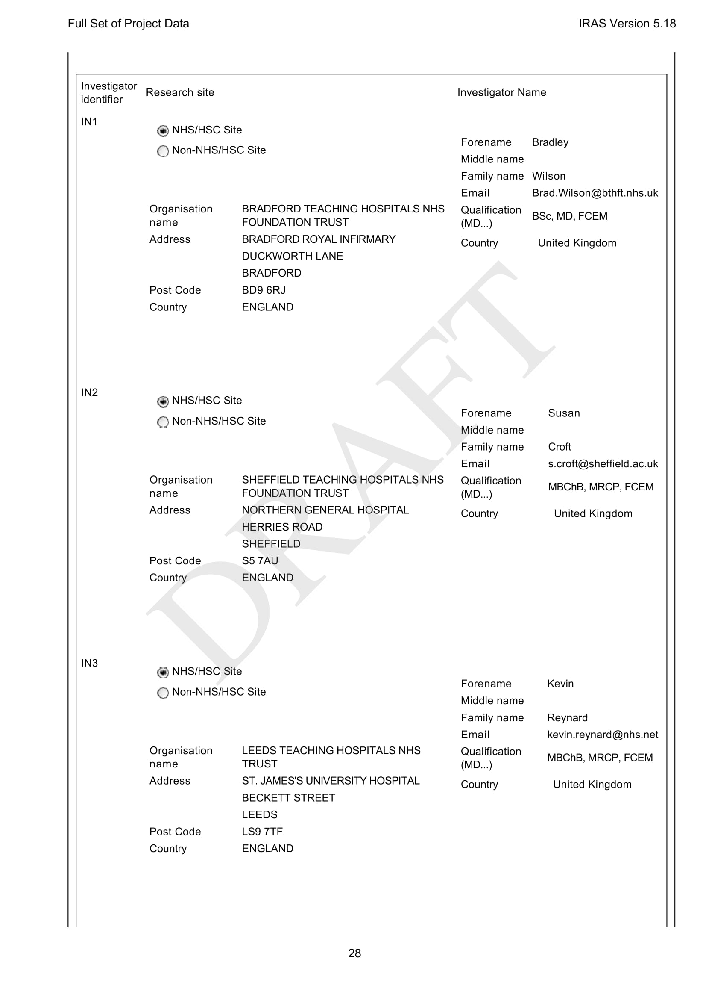 Full Set of Project Data
IRAS Version 5.18
Investigator
identifier
Research site
Investigator Name
IN1
NHS/HSC Site
Non-NHS/HSC Site
Forename Bradley
Middle name
Family name Wilson
Email Brad.Wilson@bthft.nhs.uk
Qualification
(MD...)
BSc, MD, FCEM
Country United Kingdom
Organisation
name
BRADFORD TEACHING HOSPITALS NHS
FOUNDATION TRUST
Address BRADFORD ROYAL INFIRMARY
DUCKWORTH LANE
BRADFORD
Post Code BD9 6RJ
Country ENGLAND
IN2
NHS/HSC Site
Non-NHS/HSC Site
Forename Susan
Middle name
Family name Croft
Email s.croft@sheffield.ac.uk
Qualification
(MD...)
MBChB, MRCP, FCEM
Country United Kingdom
Organisation
name
SHEFFIELD TEACHING HOSPITALS NHS
FOUNDATION TRUST
Address NORTHERN GENERAL HOSPITAL
HERRIES ROAD
SHEFFIELD
Post Code S5 7AU
Country ENGLAND
IN3
NHS/HSC Site
Non-NHS/HSC Site
Forename Kevin
Middle name
Family name Reynard
Email kevin.reynard@nhs.net
Qualification
(MD...)
MBChB, MRCP, FCEM
Country United Kingdom
Organisation
name
LEEDS TEACHING HOSPITALS NHS
TRUST
Address ST. JAMES'S UNIVERSITY HOSPITAL
BECKETT STREET
LEEDS
Post Code LS9 7TF
Country ENGLAND
DRAFT
28